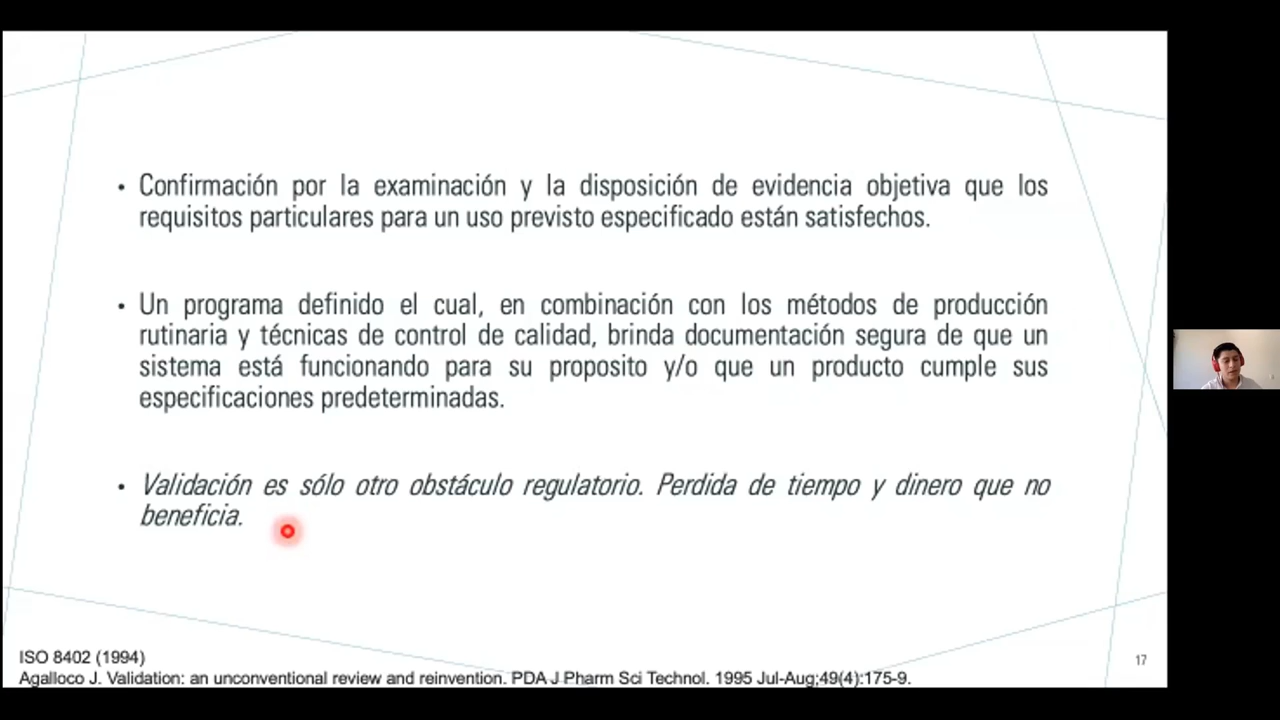 • Confirmación por la examinación y la disposición de evidencia objetiva que los
requisitos particulares para un uso previsto especificado están satisfechos.
• Un programa definido el cual, en combinación con los métodos de producción
rutinaria y técnicas de control de calidad, brinda documentación segura de que un
sistema está funcionando para su proposito y/o que un producto cumple sus
especificaciones predeterminadas.
• Validación es sólo otro obstáculo regulatorio. Perdida de tiempo y dinero que no
beneficia.
ISO 8402 (1994)
17
Agalloco J. Validation: an unconventional review and reinvention. PDA J Pharm Sci Technol. 1995 Jul-Aug;49(4):175-9.